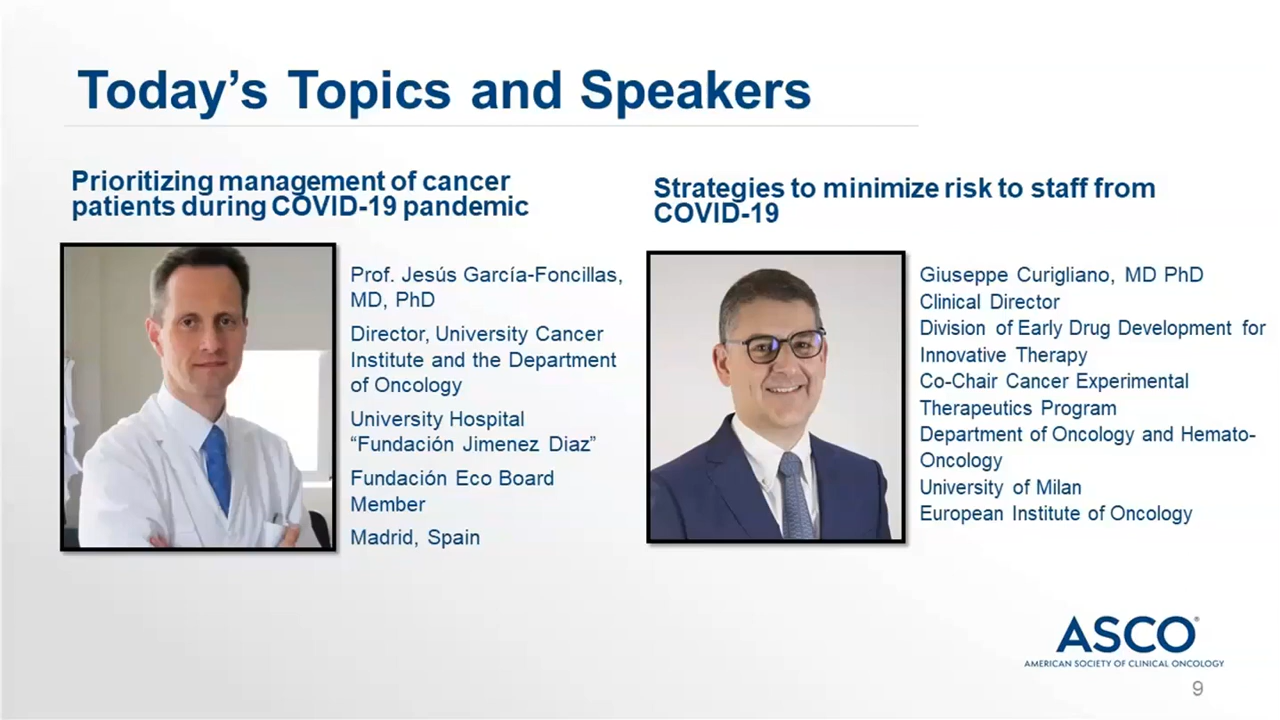 Today’s Topics and Speakers
Prioritizing management of cancer
patients during COVID-19 pandemic
Prof. Jesús García-Foncillas,
MD, PhD
Director, University Cancer
Institute and the Department
of Oncology
University Hospital
“Fundación Jimenez Diaz”
Fundación Eco Board
Member
Madrid, Spain
Strategies to minimize risk to staff from
COVID-19
Giuseppe Curigliano, MD PhD
Clinical Director
Division of Early Drug Development for
Innovative Therapy
Co-Chair Cancer Experimental
Therapeutics Program
Department of Oncology and Hemato-
Oncology
University of Milan
European Institute of Oncology
ASCO®
AMERICAN SOCIETY OF CLINICAL ONCOLOGY
9